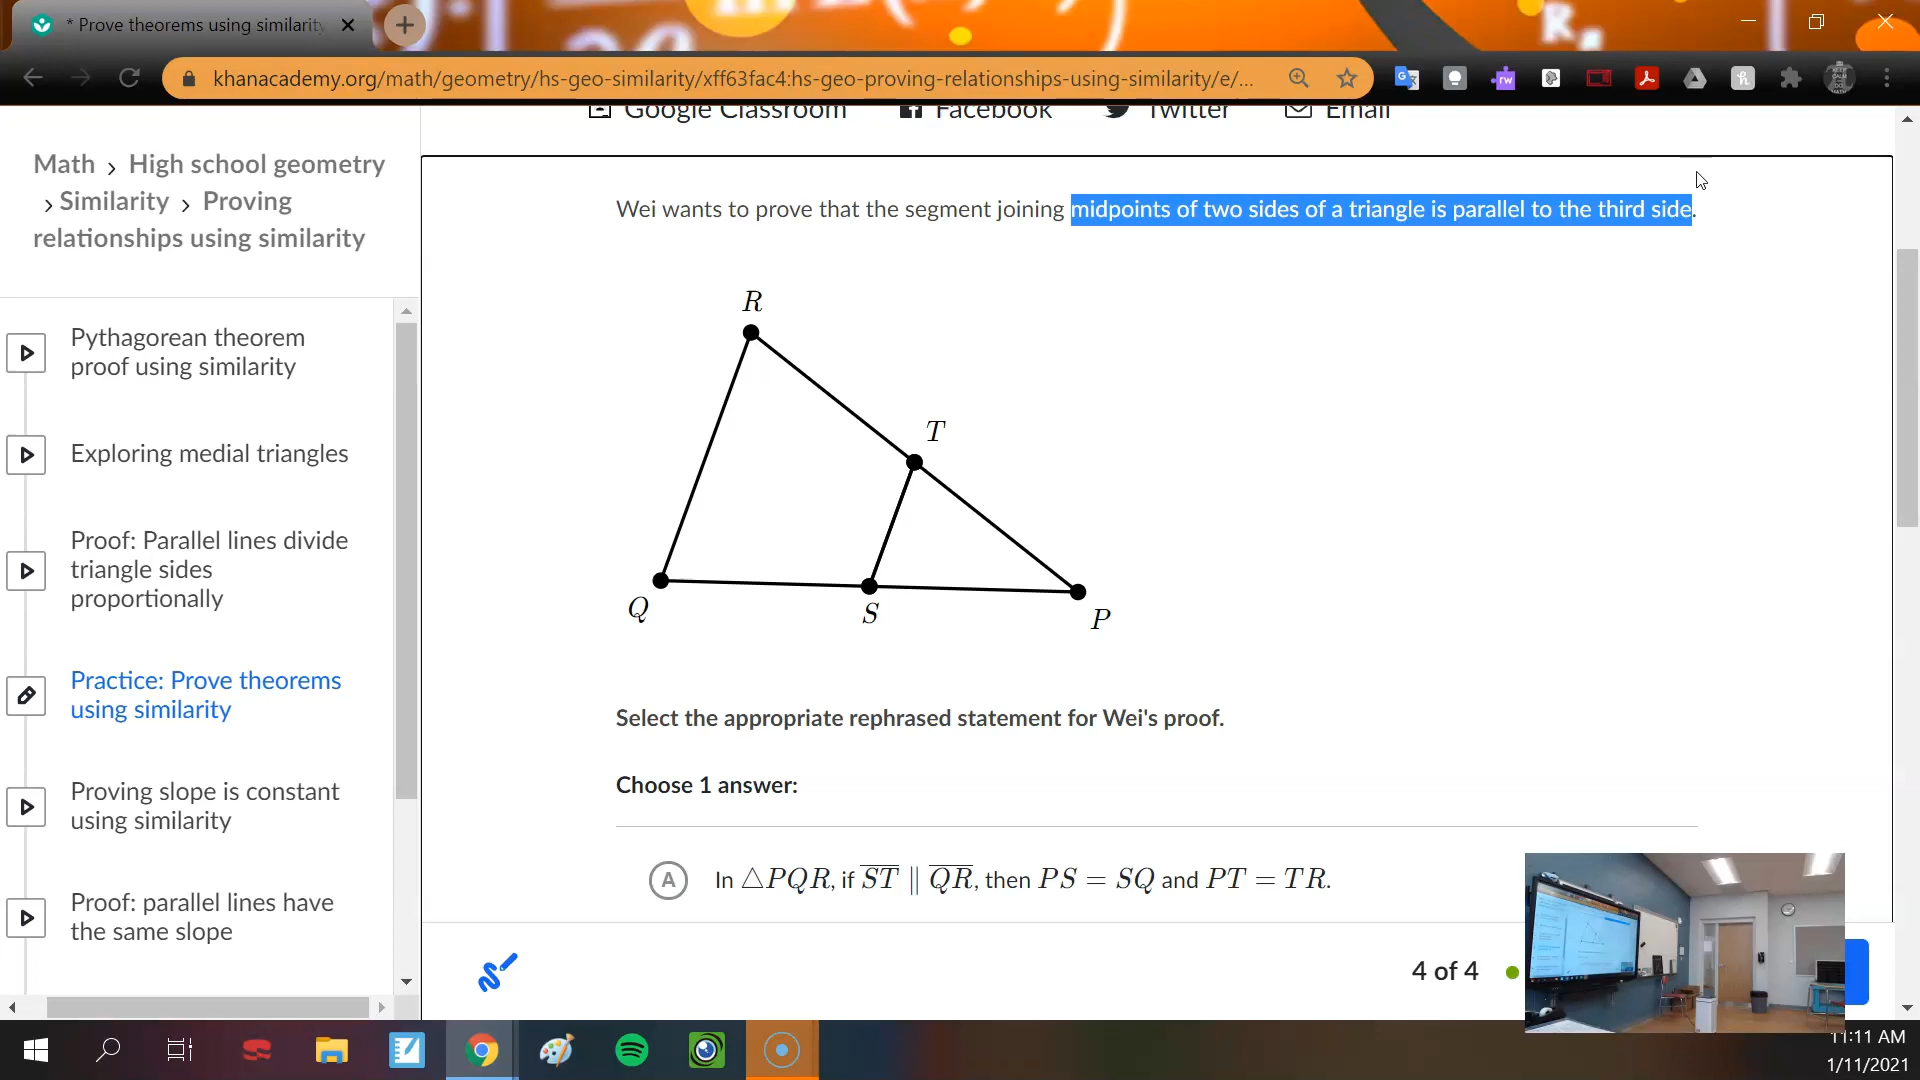 * Prove theorems using similarity
khanacademy.org/math/geometry/hs-geo-similarity/xff63fac4:hs-geo-proving-relationships-using-similarity/e/...
Google Classroom
Facebook
Twitter
Email
Math > High school geometry
> Similarity > Proving
relationships using similarity
Pythagorean theorem
proof using similarity
Exploring medial triangles
Proof: Parallel lines divide
triangle sides
proportionally
Practice: Prove theorems
using similarity
Proving slope is constant
using similarity
Proof: parallel lines have
the same slope
Wei wants to prove that the segment joining midpoints of two sides of a triangle is parallel to the third side.
R
T
Q
S
P
Select the appropriate rephrased statement for Wei's proof.
Choose 1 answer:
A In △PQR, if \overline{ST} ∥ \overline{QR}, then PS = SQ and PT = TR.
4 of 4
11:11 AM
1/11/2021